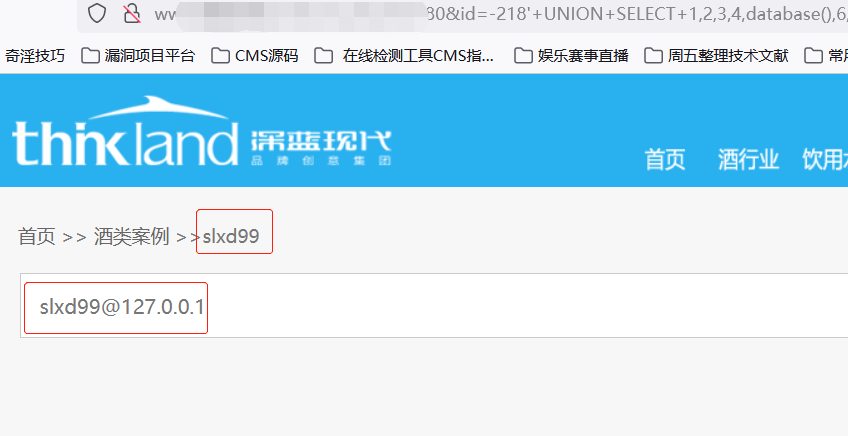 ww 80&id=-218'+UNION+SELECT+1,2,3,4,database(),6,
奇淫技巧 漏洞项目平台 CMS源码 在线检测工具CMS指... 娱乐赛事直播 周五整理技术文献 常用
thinkland 深蓝现代
品牌创意集团
首页 酒行业 饮用水
首页 >> 酒类案例 >>slxd99
slxd99@127.0.0.1